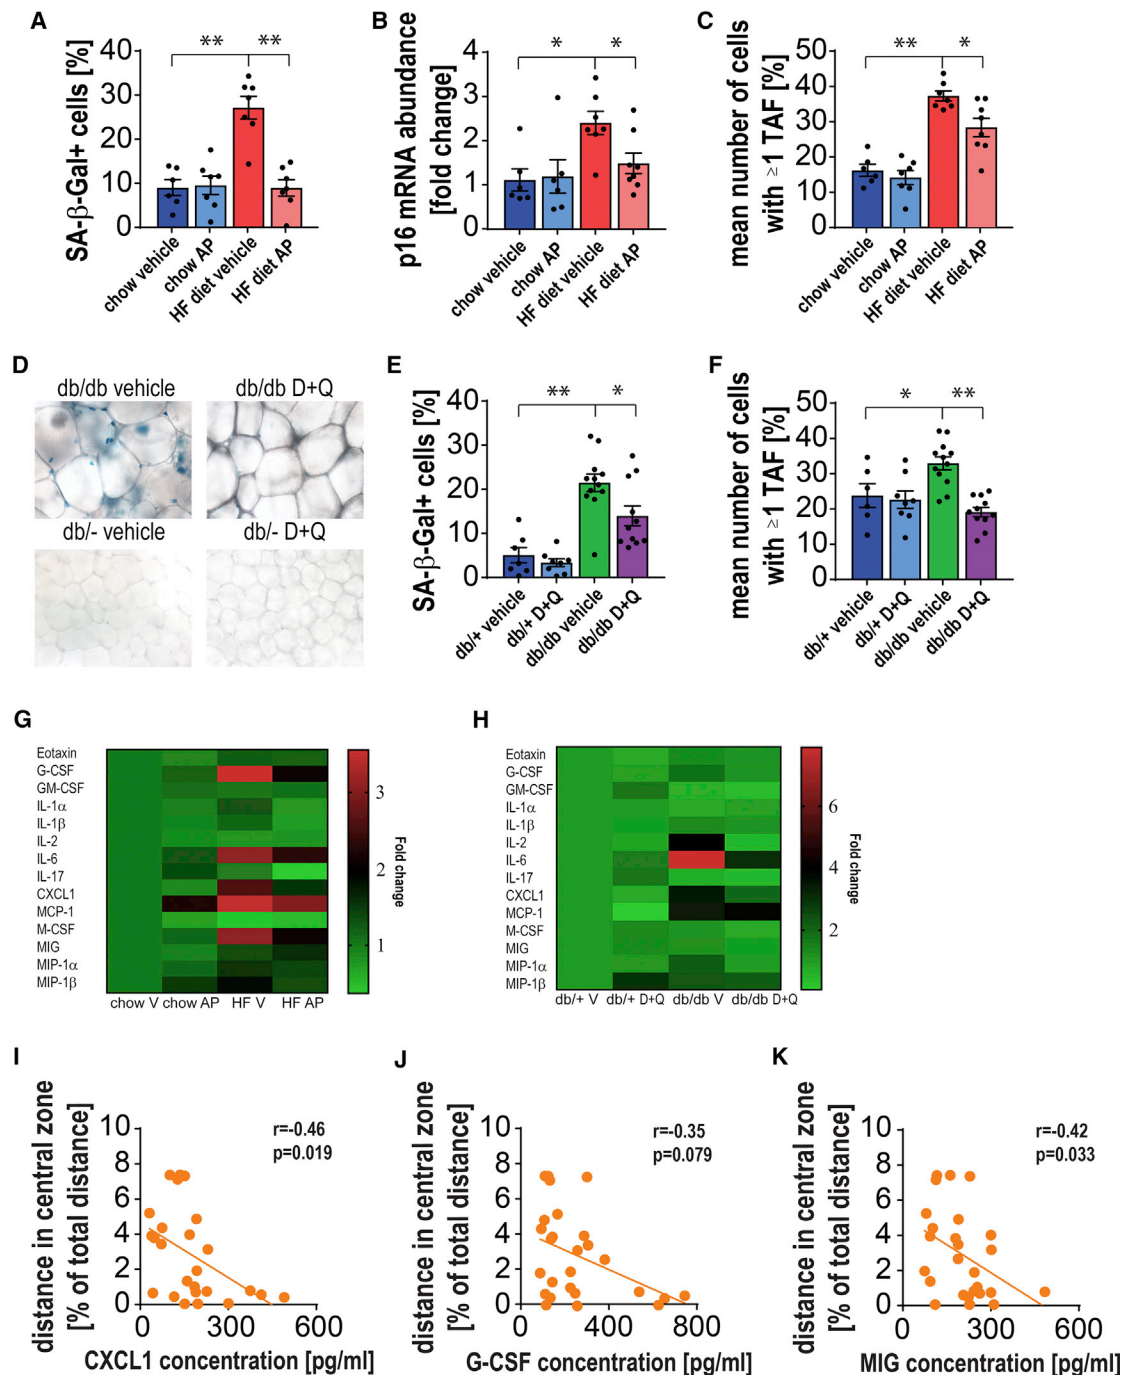 A
SA-β-Gal+ cells [%]
40
30
20
10
0
** **
chow vehicle
chow AP
HF diet vehicle
HF diet AP
B
p16 mRNA abundance
[fold change]
4
3
2
1
0
* *
chow vehicle
chow AP
HF diet vehicle
HF diet AP
C
mean number of cells
with ≥1 TAF [%]
50
40
30
20
10
0
** *
chow vehicle
chow AP
HF diet vehicle
HF diet AP
D
db/db vehicle
db/db D+Q
db/- vehicle
db/- D+Q
E
SA-β-Gal+ cells [%]
40
30
20
10
0
** *
db/+ vehicle
db/+ D+Q
db/db vehicle
db/db D+Q
F
mean number of cells
with ≥1 TAF [%]
50
40
30
20
10
0
* **
db/+ vehicle
db/+ D+Q
db/db vehicle
db/db D+Q
G
Eotaxin
G-CSF
GM-CSF
IL-1α
IL-1β
IL-2
IL-6
IL-17
CXCL1
MCP-1
M-CSF
MIG
MIP-1α
MIP-1β
chow V chow AP HF V HF AP
3
2
1
Fold change
H
Eotaxin
G-CSF
GM-CSF
IL-1α
IL-1β
IL-2
IL-6
IL-17
CXCL1
MCP-1
M-CSF
MIG
MIP-1α
MIP-1β
db/+ V db/+ D+Q db/db V db/db D+Q
6
4
2
Fold change
I
distance in central zone
[% of total distance]
10
8
6
4
2
0
r=-0.46
p=0.019
0 300 600
CXCL1 concentration [pg/ml]
J
distance in central zone
[% of total distance]
10
8
6
4
2
0
r=-0.35
p=0.079
0 400 800
G-CSF concentration [pg/ml]
K
distance in central zone
[% of total distance]
10
8
6
4
2
0
r=-0.42
p=0.033
0 300 600
MIG concentration [pg/ml]